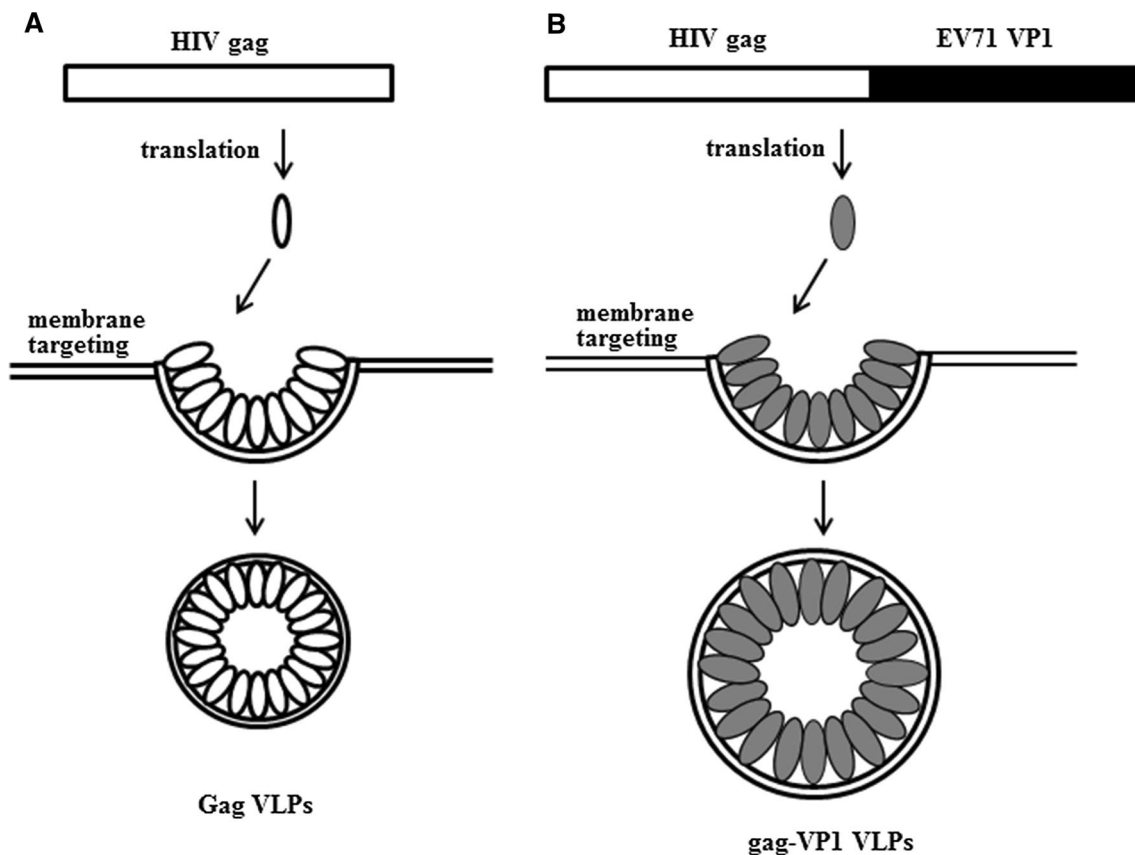 A
HIV gag
translation
membrane
targeting
Gag VLPs
B
HIV gag
EV71 VP1
translation
membrane
targeting
gag-VP1 VLPs